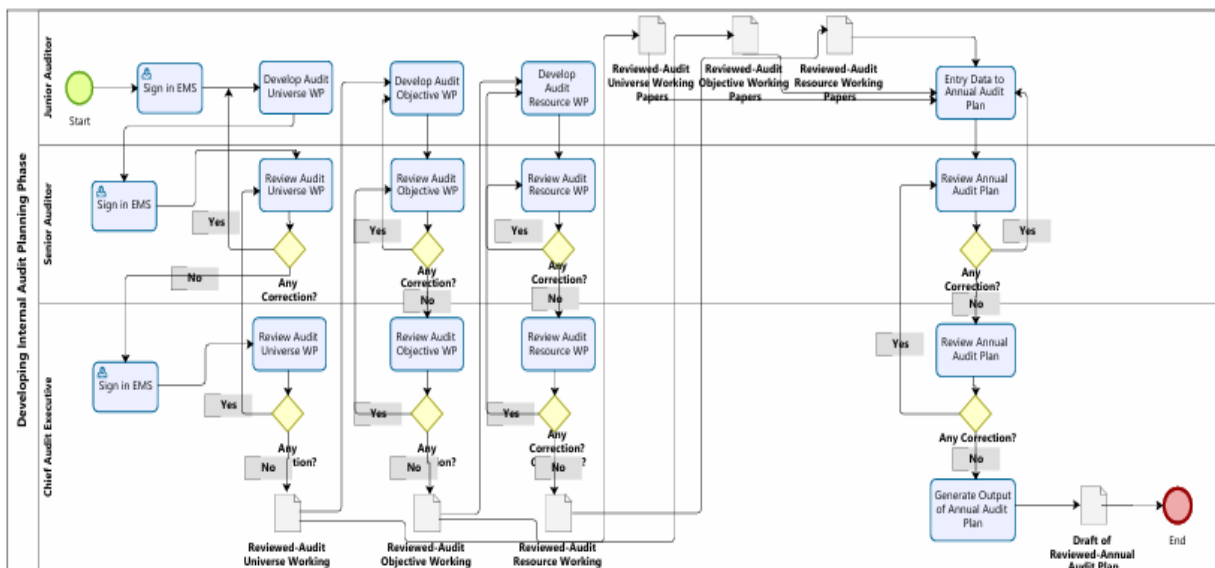 Developing Internal Audit Planning Phase
Junior Auditor
Start
Sign in EMS
Develop Audit
Universe WP
Develop Audit
Objective WP
Develop
Audit
Resource WP
Reviewed-Audit
Universe Working
Papers
Reviewed-Audit
Objective Working
Papers
Reviewed-Audit
Resource Working
Papers
Entry Data to
Annual Audit
Plan
Senior Auditor
Sign in EMS
Review Audit
Universe WP
Yes
No
Any
Correction?
Review Audit
Objective WP
Yes
Any
Correction?
No
Review Audit
Resource WP
Yes
Any
Correction?
No
Review Annual
Audit Plan
Yes
Any
Correction?
No
Chief Audit Executive
Sign in EMS
Review Audit
Universe WP
Yes
Any
tion?
No
Reviewed-Audit
Universe Working
Review Audit
Objective WP
Yes
Any
ion?
No
Reviewed-Audit
Objective Working
Review Audit
Resource WP
Yes
Any
Correction?
No
Reviewed-Audit
Resource Working
Review Annual
Audit Plan
Yes
Any Correction?
No
Generate Output
of Annual Audit
Plan
Draft of
Reviewed-Annual
Audit Plan
End